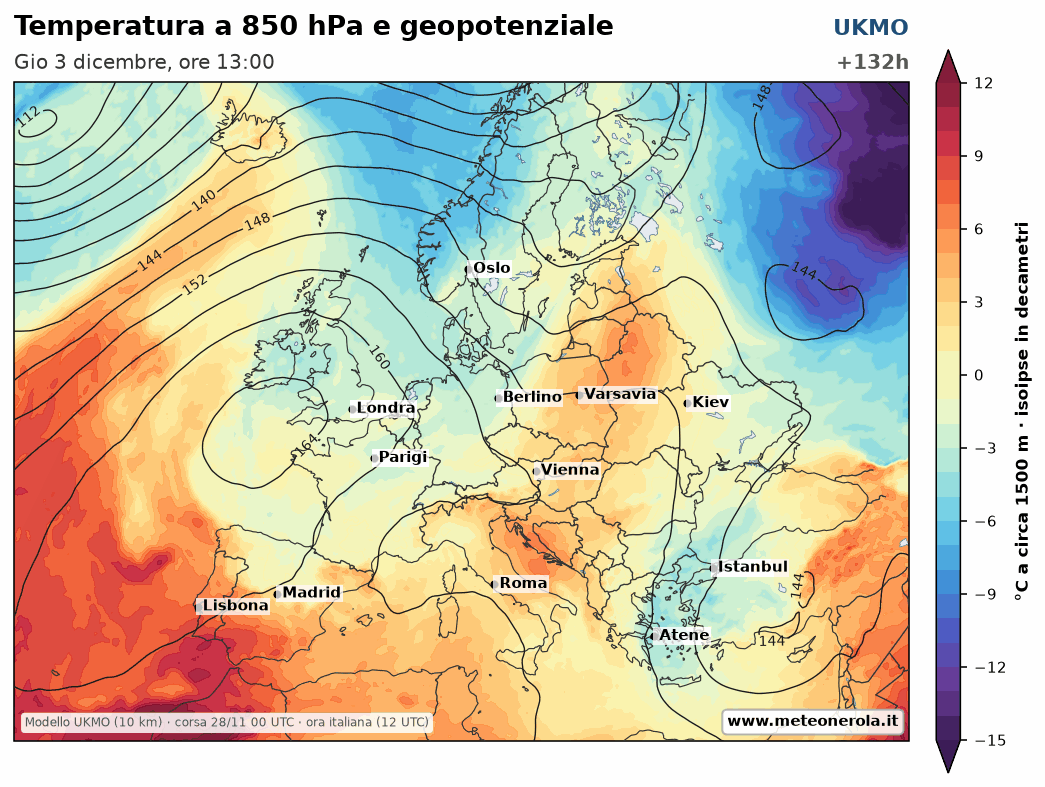 Temperatura a 850 hPa e geopotenziale
UKMO
Gio 3 dicembre, ore 13:00
+132h
112
148
140
148
144
152
144
160
164
144
144
Oslo
Berlino
Varsavia
Kiev
Londra
Parigi
Vienna
Istanbul
Roma
Madrid
Lisbona
Atene
Modello UKMO (10 km) · corsa 28/11 00 UTC · ora italiana (12 UTC)
www.meteonerola.it
12
9
6
3
0
−3
−6
−9
−12
−15
°C a circa 1500 m · isoipse in decametri